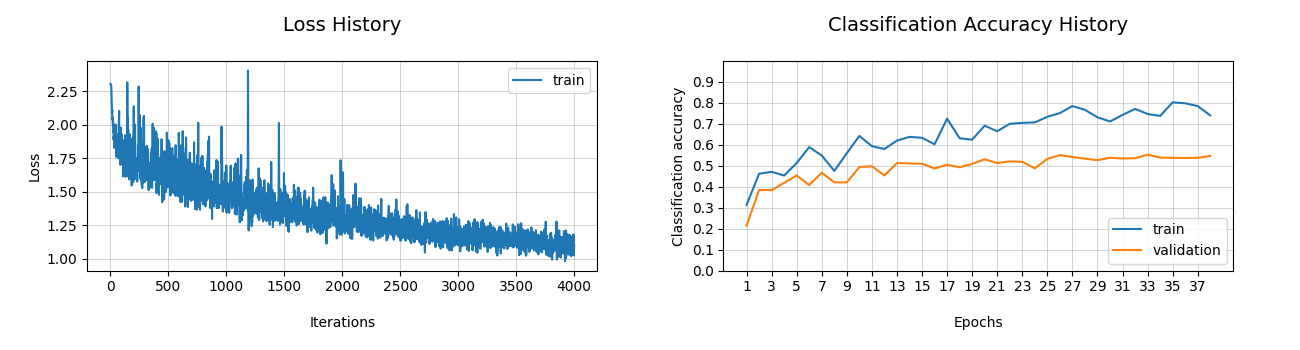 Loss History
train
2.25
2.00
1.75
1.50
1.25
1.00
Loss
0 500 1000 1500 2000 2500 3000 3500 4000
Iterations
Classification Accuracy History
0.9
0.8
0.7
0.6
0.5
0.4
0.3
0.2
0.1
0.0
Classification accuracy
train
validation
1 3 5 7 9 11 13 15 17 19 21 23 25 27 29 31 33 35 37
Epochs